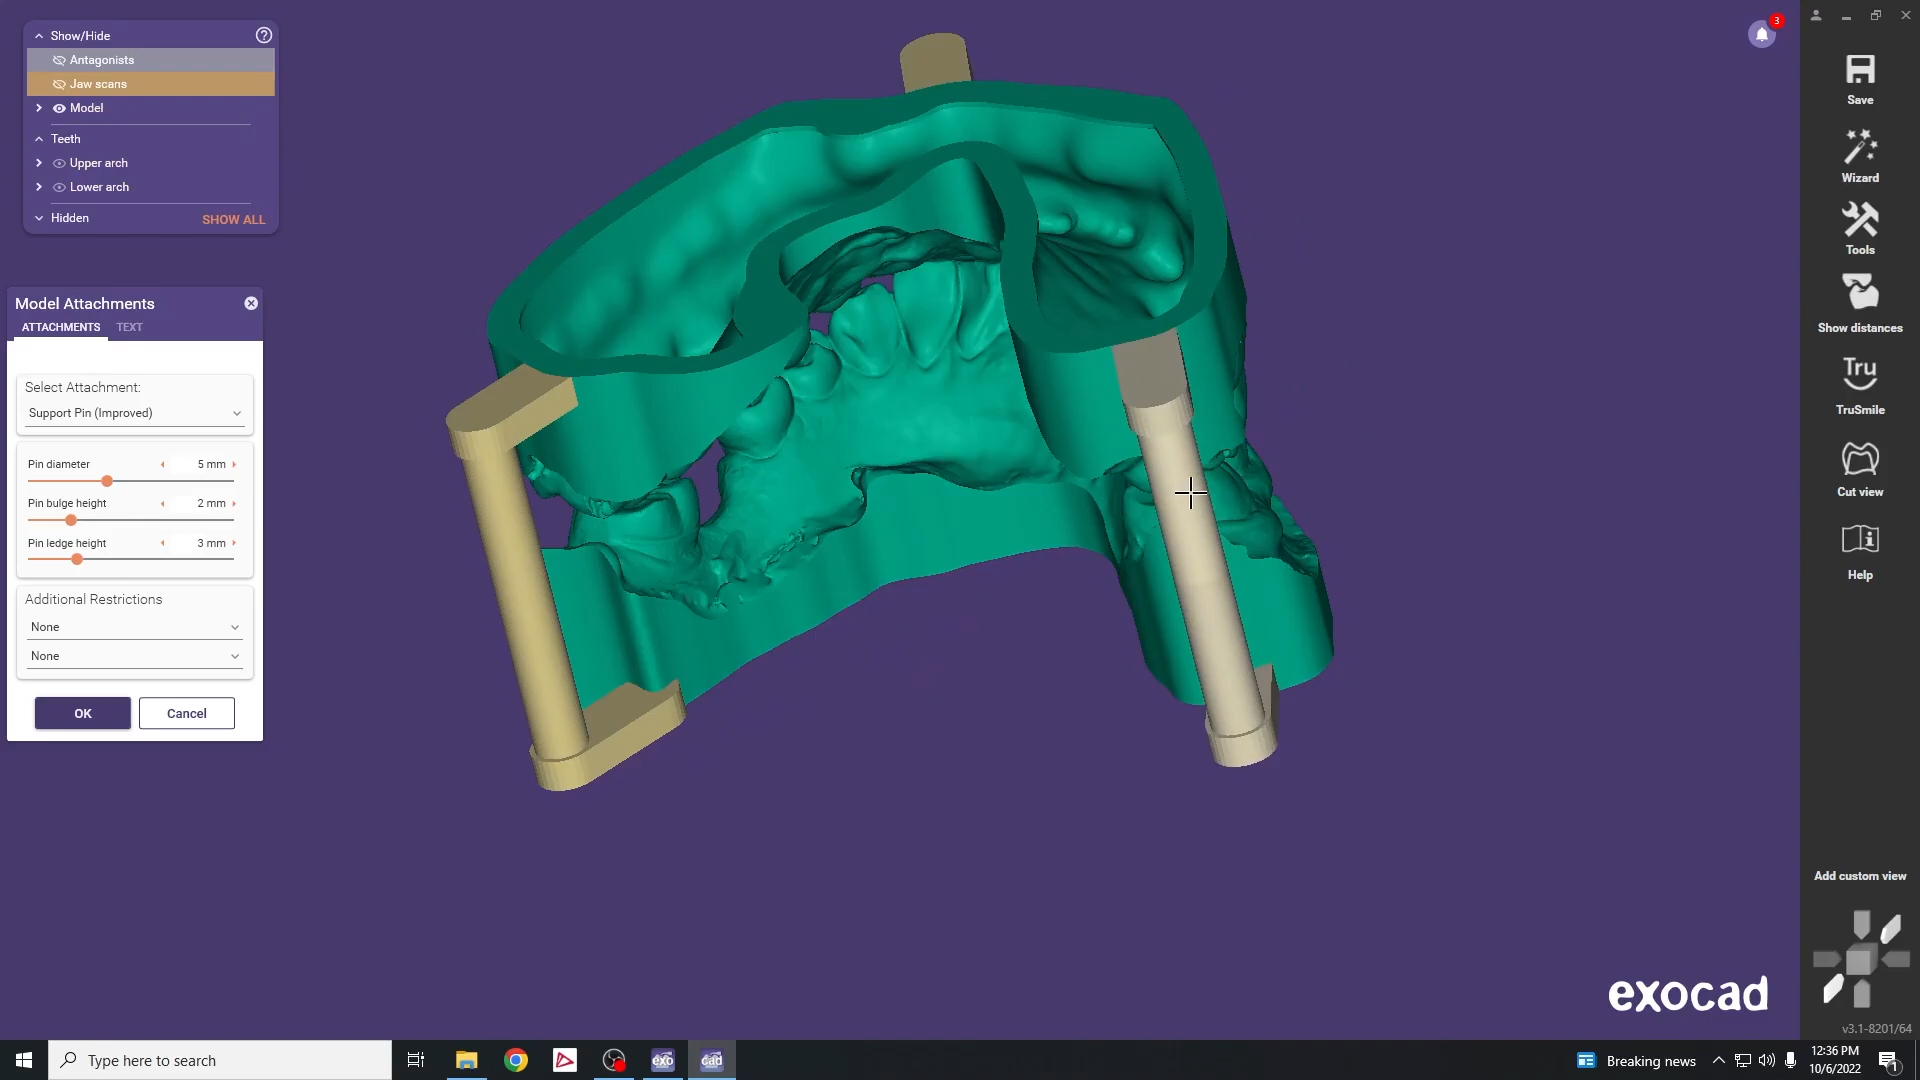 Show/Hide
Antagonists
Jaw scans
Model
Teeth
Upper arch
Lower arch
Hidden
SHOW ALL
Model Attachments
ATTACHMENTS
TEXT
Select Attachment:
Support Pin (Improved)
Pin diameter
5 mm
Pin bulge height
2 mm
Pin ledge height
3 mm
Additional Restrictions
None
None
OK
Cancel
3
Save
Wizard
Tools
Show distances
Tru
TruSmile
Cut view
Help
Add custom view
exocad
v3.1-8201/64
Type here to search
exo
cad
Breaking news
12:36 PM
10/6/2022
1